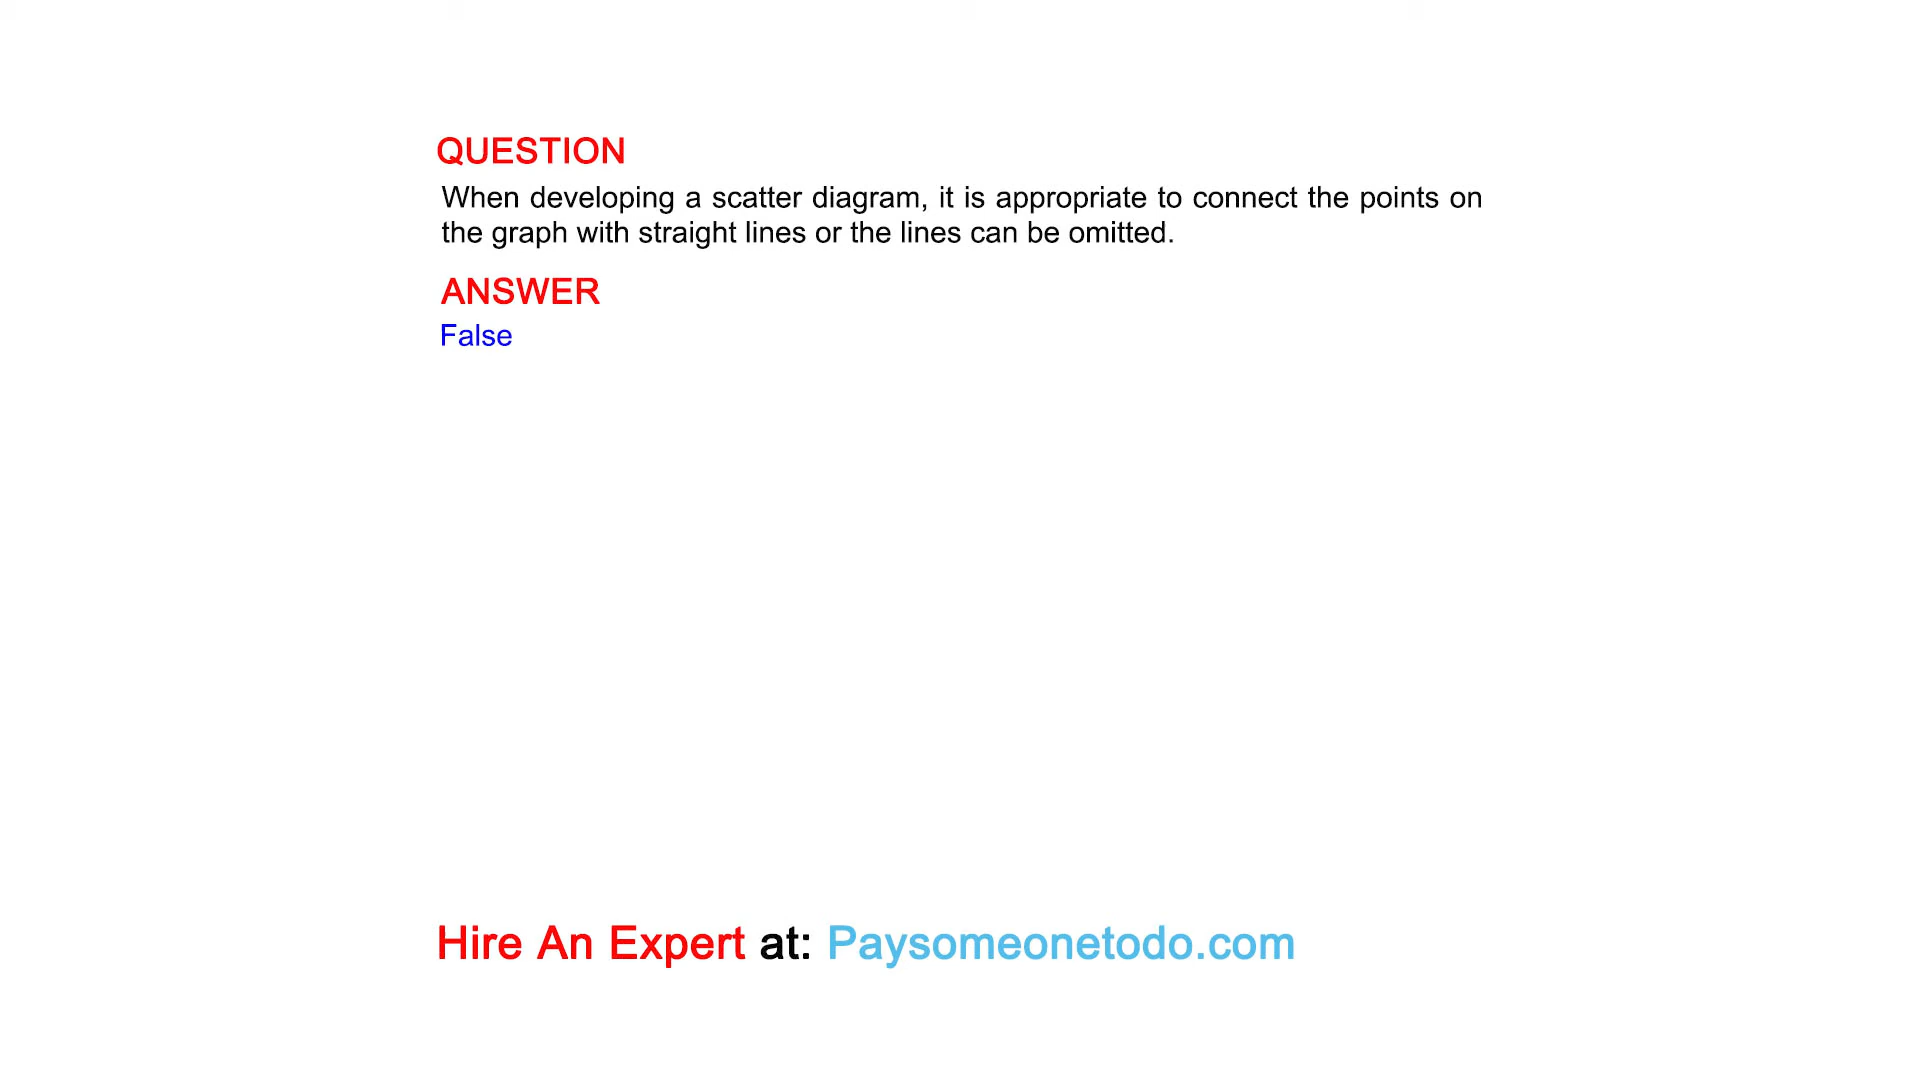 QUESTION
When developing a scatter diagram, it is appropriate to connect the points on
the graph with straight lines or the lines can be omitted.
ANSWER
False
Hire An Expert at: Paysomeonetodo.com